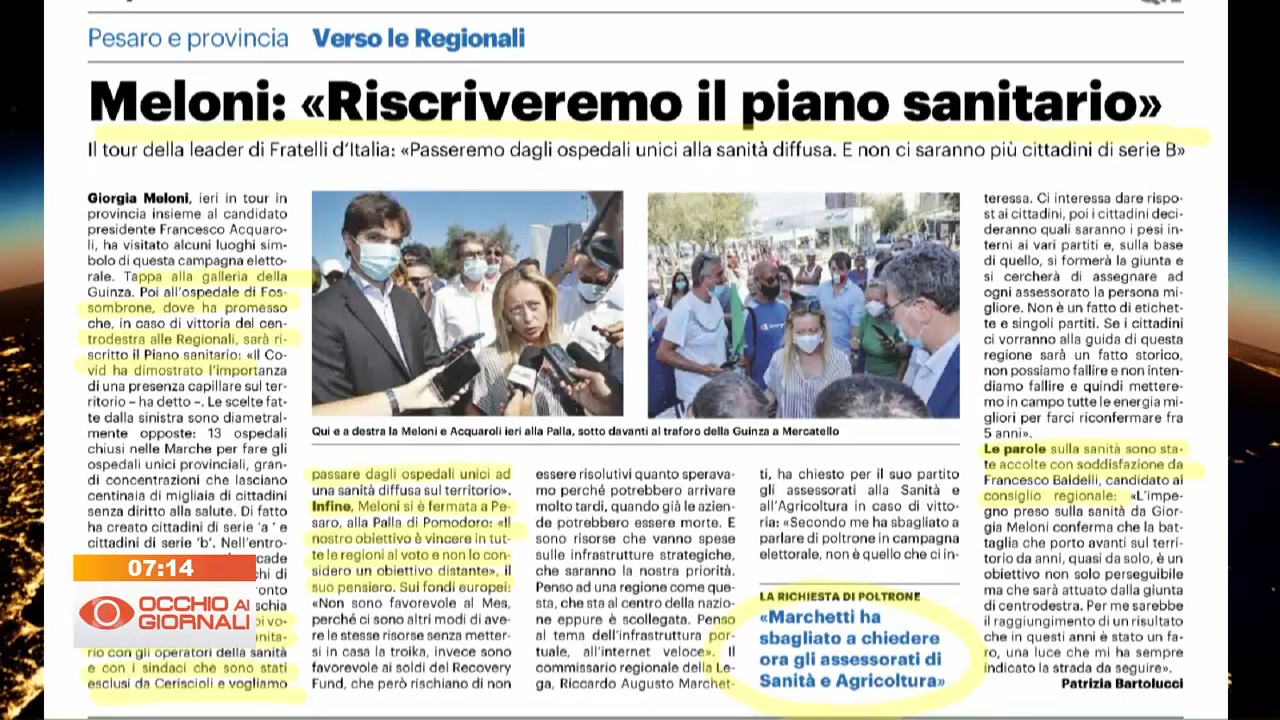 Pesaro e provincia Verso le Regionali
Meloni: «Riscriveremo il piano sanitario»
Il tour della leader di Fratelli d'Italia: «Passeremo dagli ospedali unici alla sanità diffusa. E non ci saranno più cittadini di serie B»
Giorgia Meloni, ieri in tour in
provincia insieme al candidato
presidente Francesco Acquaro-
li, ha visitato alcuni luoghi sim-
bolo di questa campagna eletto-
rale. Tappa alla galleria della
Guinza. Poi all'ospedale di Fos-
sombrone, dove ha promesso
che, in caso di vittoria del cen-
trodestra alle Regionali, sarà ri-
scritto il Piano sanitario: «Il Co-
vid ha dimostrato l'importanza
di una presenza capillare sul ter-
ritorio – ha detto –. Le scelte fat-
te dalla sinistra sono diametral-
mente opposte: 13 ospedali
chiusi nelle Marche per fare gli
ospedali unici provinciali, gran-
di concentrazioni che lasciano
centinaia di migliaia di cittadini
senza diritto alla salute. Di fatto
ha creato cittadini di serie 'a ' e
cittadini di serie 'b'. Nell'entro-
rio con gli operatori della sanità
e con i sindaci che sono stati
esclusi da Ceriscioli e vogliamo
Qui e a destra la Meloni e Acquaroli ieri alla Palla, sotto davanti al traforo della Guinza a Mercatello
passare dagli ospedali unici ad
una sanità diffusa sul territorio».
Infine, Meloni si è fermata a Pe-
saro, alla Palla di Pomodoro: «Il
nostro obiettivo è vincere in tut-
te le regioni al voto e non lo con-
sidero un obiettivo distante», il
suo pensiero. Sui fondi europei:
«Non sono favorevole al Mes,
perché ci sono altri modi di ave-
re le stesse risorse senza metter-
si in casa la troika, invece sono
favorevole ai soldi del Recovery
Fund, che però rischiano di non
essere risolutivi quanto sperava-
mo perché potrebbero arrivare
molto tardi, quando già le azien-
de potrebbero essere morte. E
sono risorse che vanno spese
sulle infrastrutture strategiche,
che saranno la nostra priorità.
Penso ad una regione come que-
sta, che sta al centro della nazio-
ne eppure è scollegata. Penso
al tema dell'infrastruttura por-
tuale, all'internet veloce». Il
commissario regionale della Le-
ga, Riccardo Augusto Marchet-
ti, ha chiesto per il suo partito
gli assessorati alla Sanità e
all'Agricoltura in caso di vitto-
ria: «Secondo me ha sbagliato a
parlare di poltrone in campagna
elettorale, non è quello che ci in-
LA RICHIESTA DI POLTRONE
«Marchetti ha
sbagliato a chiedere
ora gli assessorati di
Sanità e Agricoltura»
teressa. Ci interessa dare rispo-
st ai cittadini, poi i cittadini deci-
deranno quali saranno i pesi in-
terni ai vari partiti e, sulla base
di quello, si formerà la giunta e
si cercherà di assegnare ad
ogni assessorato la persona mi-
gliore. Non è un fatto di etichet-
te e singoli partiti. Se i cittadini
ci vorranno alla guida di questa
regione sarà un fatto storico,
non possiamo fallire e non inten-
diamo fallire e quindi mettere-
mo in campo tutte le energia mi-
gliori per farci riconfermare fra
5 anni».
Le parole sulla sanità sono sta-
te accolte con soddisfazione da
Francesco Baldelli, candidato al
consiglio regionale: «L'impe-
gno preso sulla sanità da Gior-
gia Meloni conferma che la bat-
taglia che porto avanti sul terri-
torio da anni, quasi da solo, è un
obiettivo non solo perseguibile
ma che sarà attuato dalla giunta
di centrodestra. Per me sarebbe
il raggiungimento di un risultato
che in questi anni è stato un fa-
ro, una luce che mi ha sempre
indicato la strada da seguire».
Patrizia Bartolucci
07:14
OCCHIO AI
GIORNALI